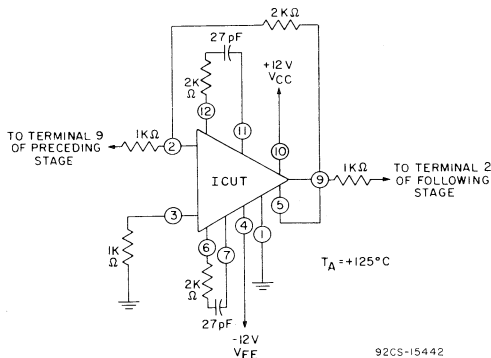 2KΩ
27pF
+12V
VCC
2K
Ω
12
11
10
1KΩ
2
TO TERMINAL 9
OF PRECEDING
STAGE
ICUT
9
1KΩ
TO TERMINAL 2
OF FOLLOWING
STAGE
3
5
6
7
4
1
1K
Ω
2K
Ω
27pF
TA=+125°C
-12V
VEE
92CS-15442